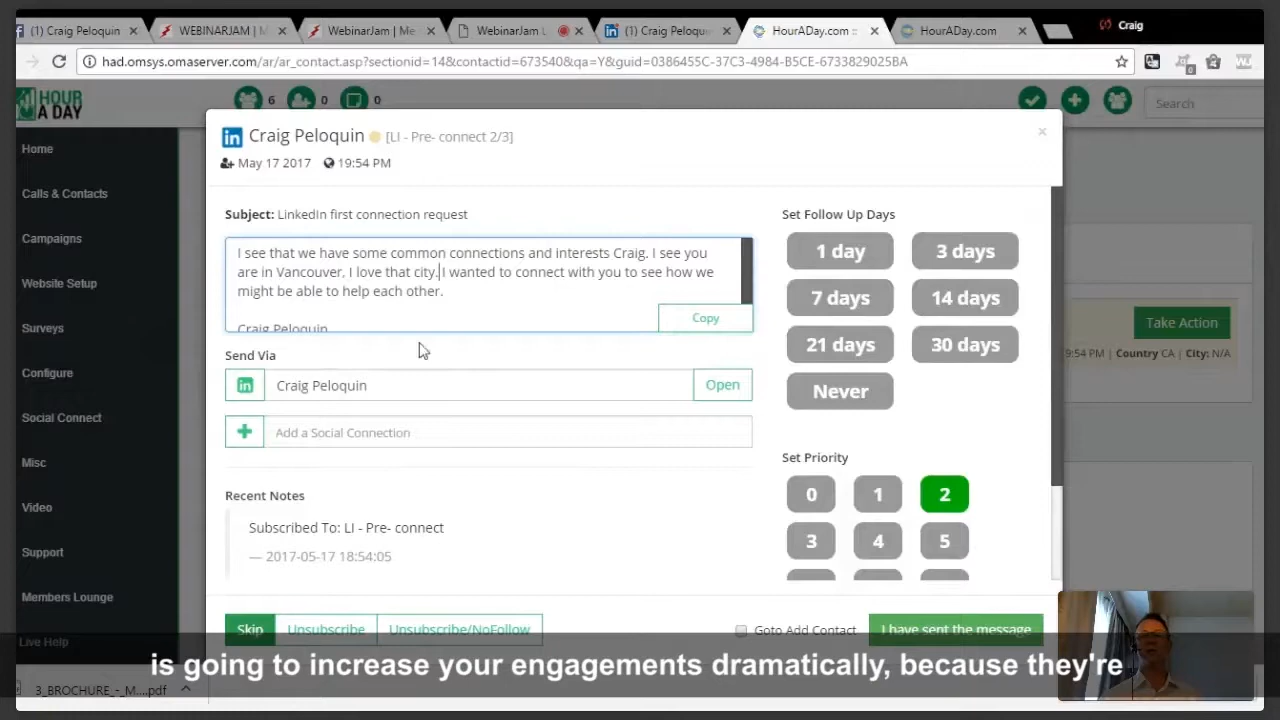 (1) Craig Peloquin
WEBINARJAM | M
WebinarJam | Me
WebinarJam L
(1) Craig Peloqu
HourADay.com ::
HourADay.com
Craig
had.omsys.omaserver.com/ar/ar_contact.asp?sectionid=14&contactid=673540&qa=Y&guid=0386455C-37C3-4984-B5CE-6733829025BA
HOUR
A DAY
6
0
0
Search
Home
Calls & Contacts
Campaigns
Website Setup
Surveys
Configure
Social Connect
Misc
Video
Support
Members Lounge
Live Help
Craig Peloquin [LI - Pre- connect 2/3]
May 17 2017 19:54 PM
Subject: LinkedIn first connection request
I see that we have some common connections and interests Craig. I see you
are in Vancouver, I love that city. I wanted to connect with you to see how we
might be able to help each other.
Craig Peloquin
Copy
Send Via
Craig Peloquin
Open
Add a Social Connection
Recent Notes
Subscribed To: LI - Pre- connect
— 2017-05-17 18:54:05
Set Follow Up Days
1 day 3 days
7 days 14 days
21 days 30 days
Never
Set Priority
0 1 2
3 4 5
Take Action
9:54 PM | Country CA | City: N/A
Skip Unsubscribe Unsubscribe/NoFollow
Goto Add Contact
I have sent the message
is going to increase your engagements dramatically, because they're
3_BROCHURE_-_M....pdf